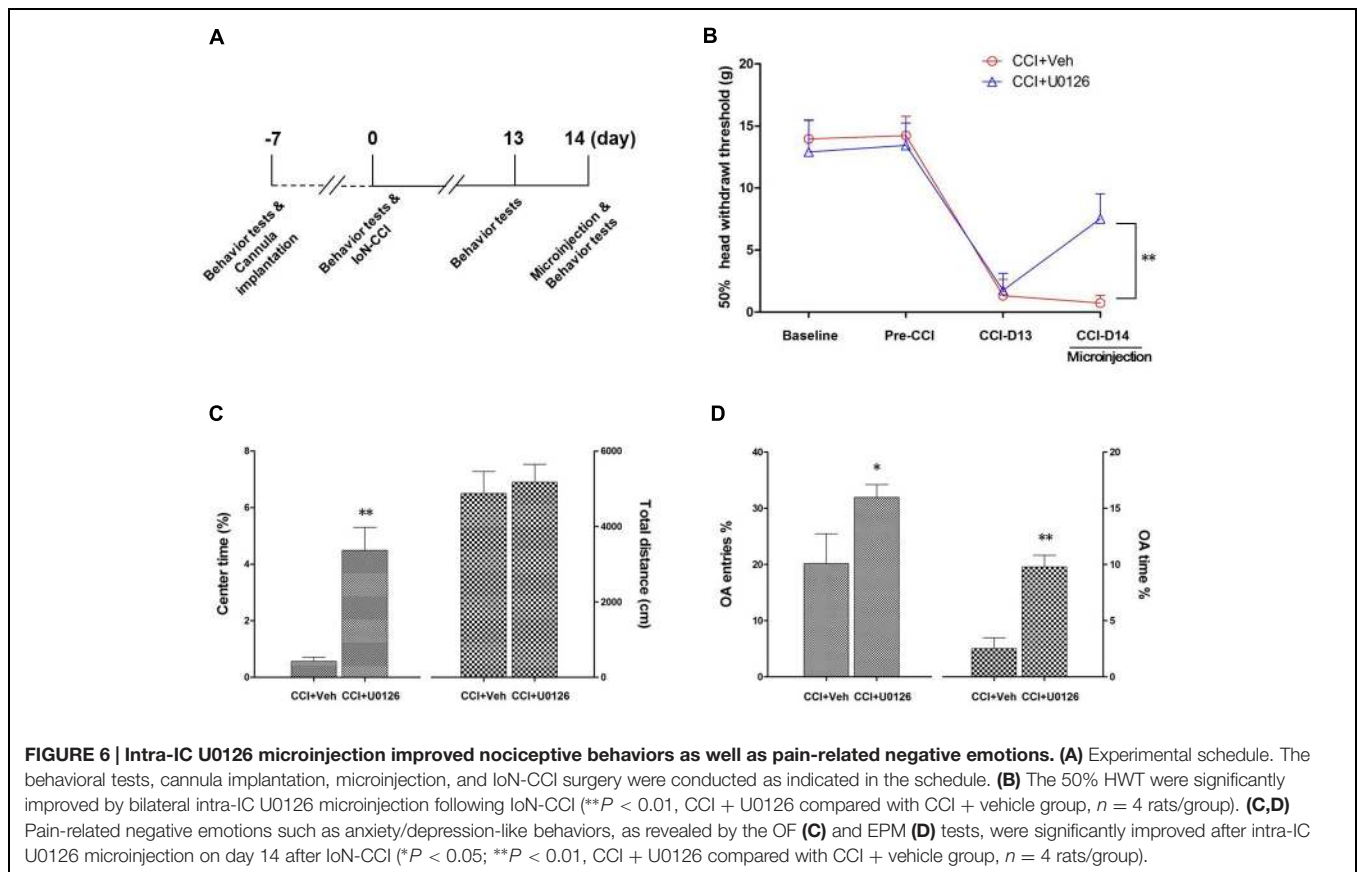 A
-7 0 13 14 (day)
Behavior tests &
Cannula
implantation
Behavior tests &
IoN-CCI
Behavior tests
Microinjection &
Behavior tests
B
50% head withdrawl threshold (g)
20
15
10
5
0
CCI+Veh
CCI+U0126
**
Baseline Pre-CCI CCI-D13 CCI-D14
Microinjection
C
Center time (%)
8
6
4
2
0
**
CCI+Veh CCI+U0126 CCI+Veh CCI+U0126
6000
4000
2000
0
Total distance (cm)
D
OA entries %
40
30
20
10
0
*
**
CCI+Veh CCI+U0126 CCI+Veh CCI+U0126
20
15
10
5
0
OA time %
FIGURE 6 | Intra-IC U0126 microinjection improved nociceptive behaviors as well as pain-related negative emotions. (A) Experimental schedule. The
behavioral tests, cannula implantation, microinjection, and IoN-CCI surgery were conducted as indicated in the schedule. (B) The 50% HWT were significantly
improved by bilateral intra-IC U0126 microinjection following IoN-CCI (**P < 0.01, CCI + U0126 compared with CCI + vehicle group, n = 4 rats/group). (C,D)
Pain-related negative emotions such as anxiety/depression-like behaviors, as revealed by the OF (C) and EPM (D) tests, were significantly improved after intra-IC
U0126 microinjection on day 14 after IoN-CCI (*P < 0.05; **P < 0.01, CCI + U0126 compared with CCI + vehicle group, n = 4 rats/group).